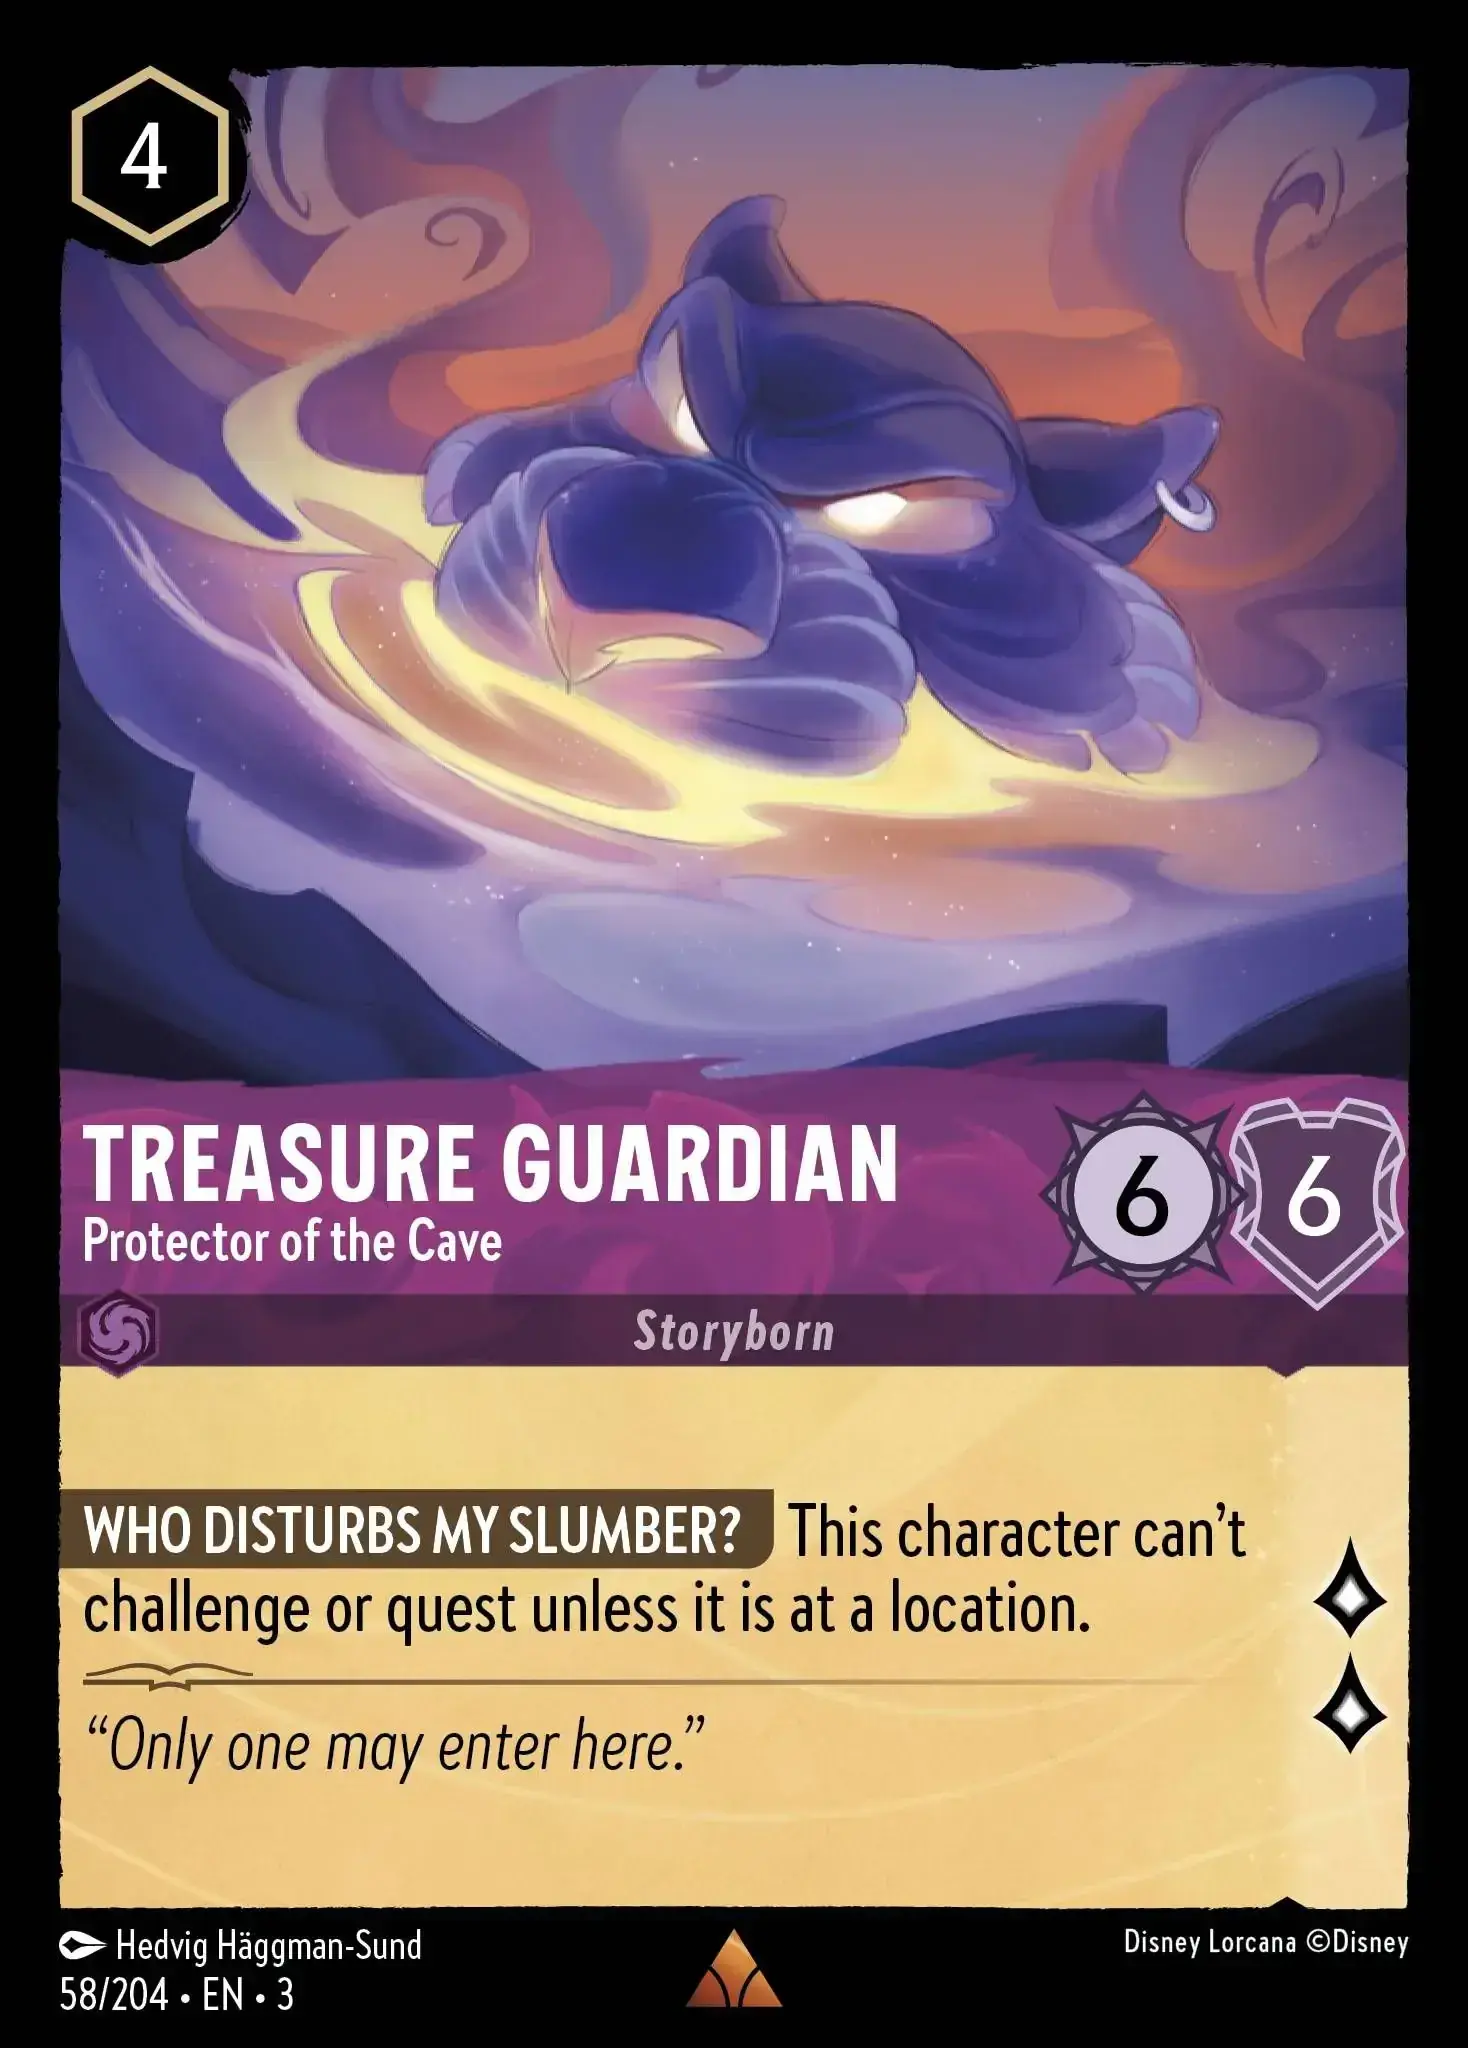 4
TREASURE GUARDIAN
Protector of the Cave
6
6
Storyborn
WHO DISTURBS MY SLUMBER? This character can’t
challenge or quest unless it is at a location.
“Only one may enter here.”
Hedvig Häggman-Sund
Disney Lorcana ©Disney
58/204 • EN • 3